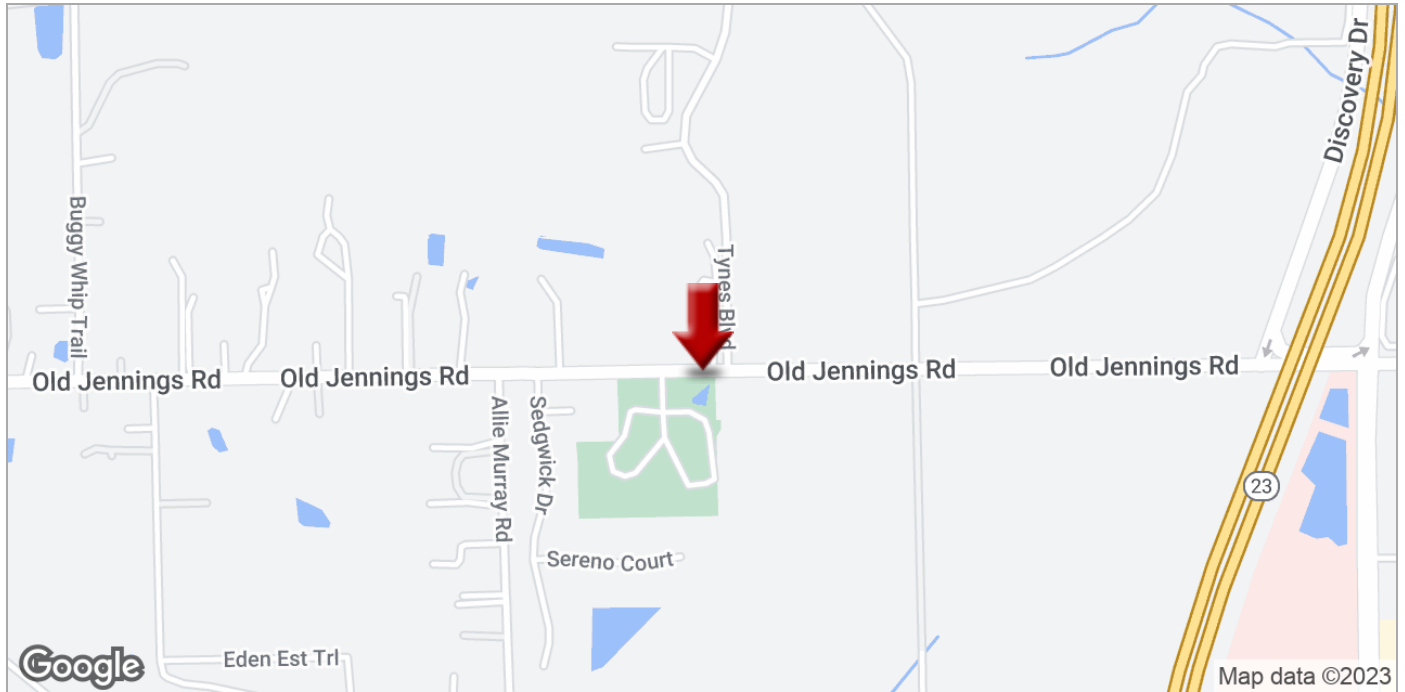 Discovery Dr
Buggy Whip Trail
Tynes Blvd
Old Jennings Rd
Old Jennings Rd
Old Jennings Rd
Old Jennings Rd
Allie Murray Rd
Sedgwick Dr
23
Sereno Court
Eden Est Trl
Google
Map data ©2023